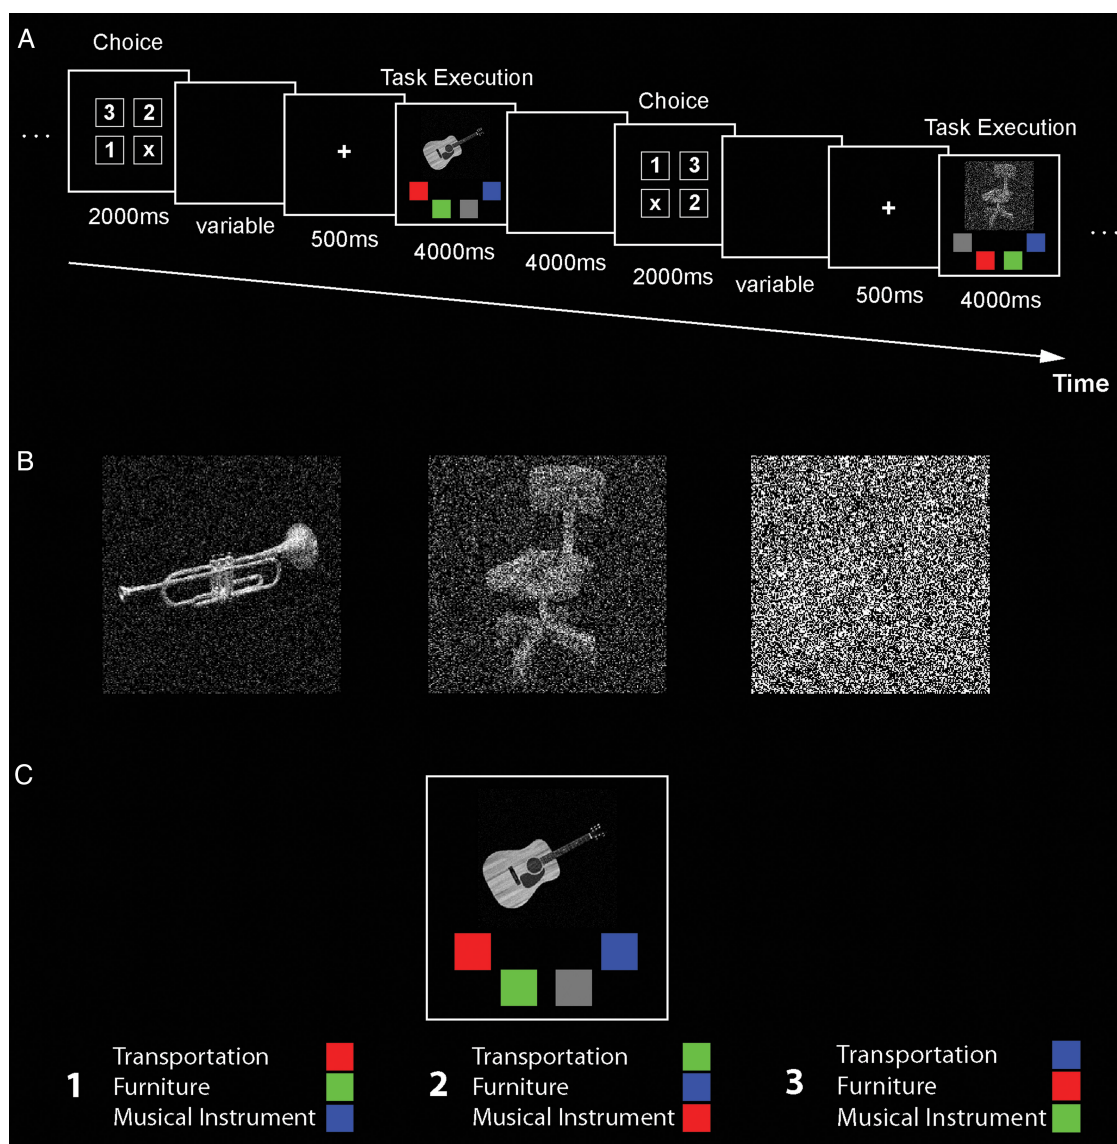 A
Choice
Task Execution
Choice
Task Execution
3 2
1 x
+
1 3
x 2
+
...
...
2000ms
variable
500ms
4000ms
4000ms
2000ms
variable
500ms
4000ms
Time
B
C
1
Transportation
Furniture
Musical Instrument
2
Transportation
Furniture
Musical Instrument
3
Transportation
Furniture
Musical Instrument